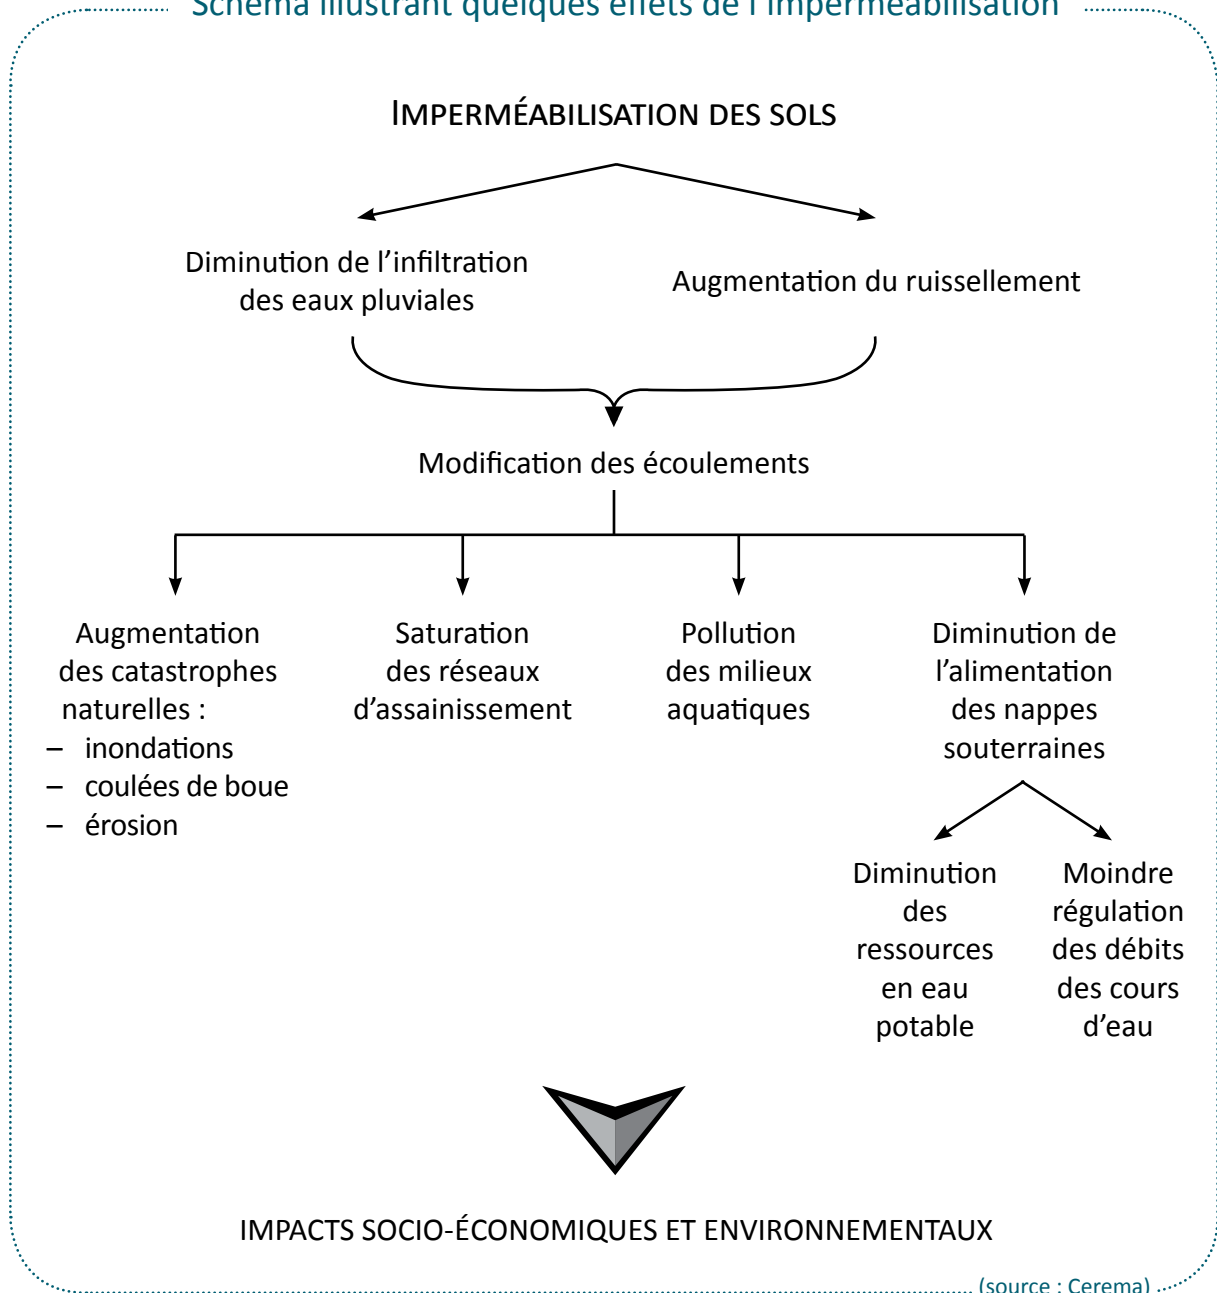 Schéma illustrant quelques effets de l'imperméabilisation
IMPERMÉABILISATION DES SOLS
Diminution de l’infiltration
des eaux pluviales
Augmentation du ruissellement
Modification des écoulements
Augmentation
des catastrophes
naturelles :
– inondations
– coulées de boue
– érosion
Saturation
des réseaux
d’assainissement
Pollution
des milieux
aquatiques
Diminution de
l’alimentation
des nappes
souterraines
Diminution
des
ressources
en eau
potable
Moindre
régulation
des débits
des cours
d’eau
IMPACTS SOCIO-ÉCONOMIQUES ET ENVIRONNEMENTAUX
(source : Cerema)